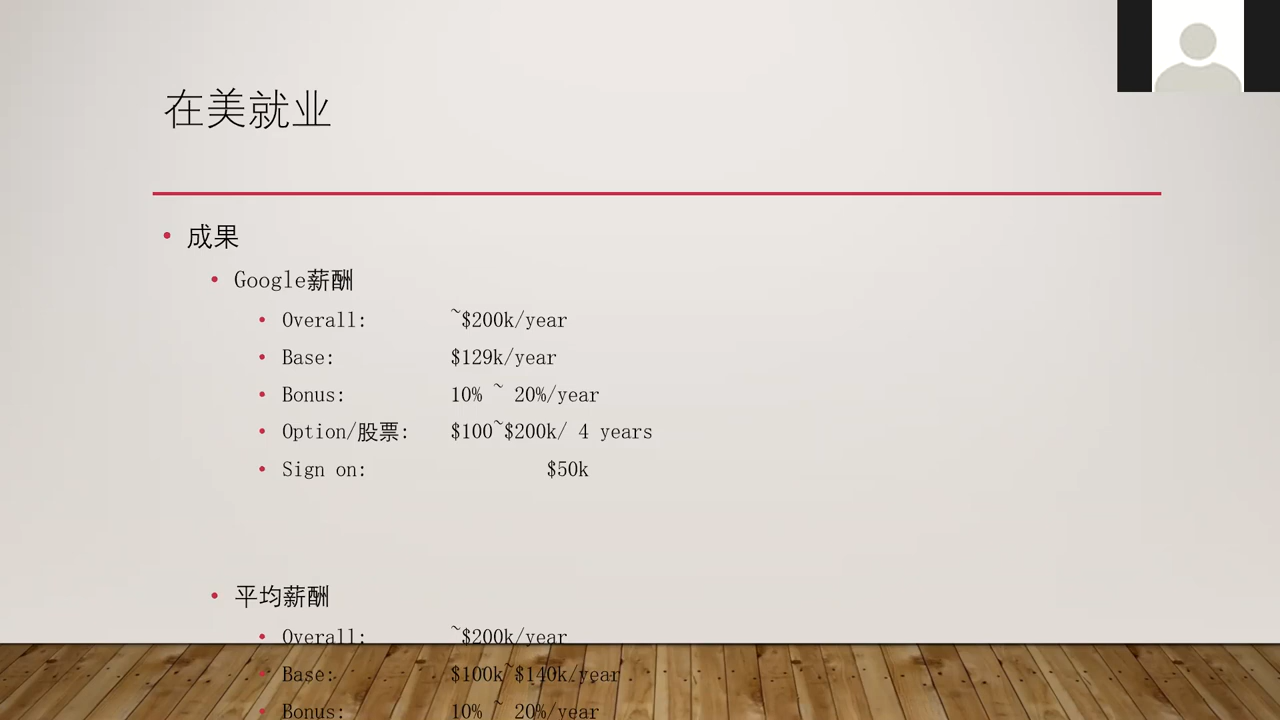 在美就业
• 成果
• Google薪酬
• Overall: ~$200k/year
• Base: $129k/year
• Bonus: 10% ~ 20%/year
• Option/股票: $100~$200k/ 4 years
• Sign on: $50k
• 平均薪酬
• Overall: ~$200k/year
• Base: $100k~$140k/year
• Bonus: 10% ~ 20%/year